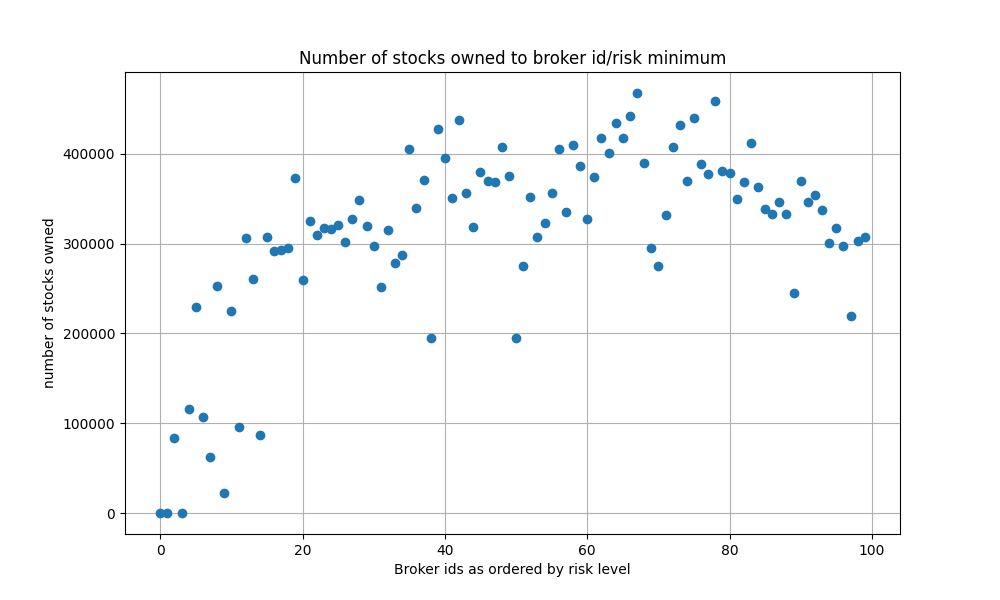 Number of stocks owned to broker id/risk minimum
number of stocks owned
400000
300000
200000
100000
0
0 20 40 60 80 100
Broker ids as ordered by risk level